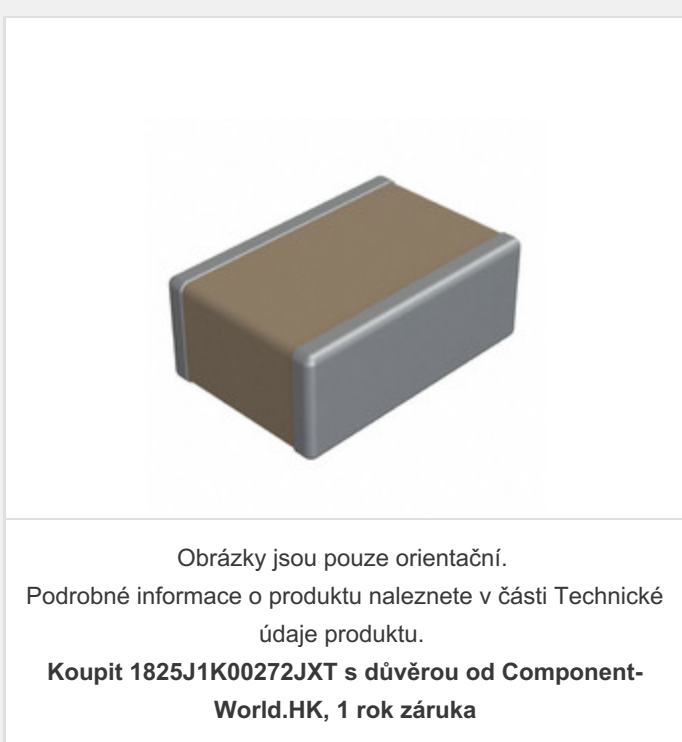 Obrázky jsou pouze orientační.
Podrobné informace o produktu naleznete v části Technické
údaje produktu.
Koupit 1825J1K00272JXT s důvěrou od Component-
World.HK, 1 rok záruka